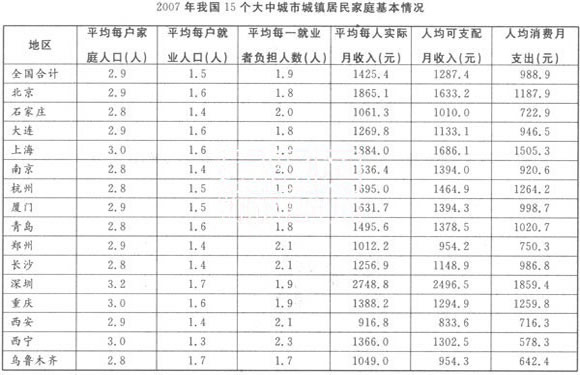 2007年我国15个大中城市城镇居民家庭基本情况
地区 平均每户家庭人口(人) 平均每户就业人口(人) 平均每一就业者负担人数(人) 平均每人实际月收入(元) 人均可支配月收入(元) 人均消费月支出(元)
全国合计 2.9 1.5 1.9 1425.4 1287.4 988.9
北京 2.9 1.6 1.8 1865.1 1633.2 1187.9
石家庄 2.8 1.4 2.0 1061.3 1010.0 722.9
大连 2.9 1.6 1.8 1269.8 1133.1 946.5
上海 3.0 1.6 1.9 1884.0 1686.1 1505.3
南京 2.8 1.4 2.0 1536.4 1394.0 920.6
杭州 2.8 1.5 1.9 1695.0 1464.9 1264.2
厦门 2.9 1.5 1.9 1631.7 1394.3 998.7
青岛 2.8 1.6 1.8 1495.6 1378.5 1020.7
郑州 2.9 1.4 2.1 1012.2 954.2 750.3
长沙 2.8 1.4 2.1 1256.9 1148.9 986.8
深圳 3.2 1.7 1.9 2748.8 2496.5 1859.4
重庆 3.0 1.6 1.9 1388.2 1294.9 1259.8
西安 2.9 1.4 2.1 916.8 833.6 716.3
西宁 3.0 1.3 2.3 1366.0 1302.5 578.3
乌鲁木齐 2.8 1.7 1.7 1049.0 954.3 642.4